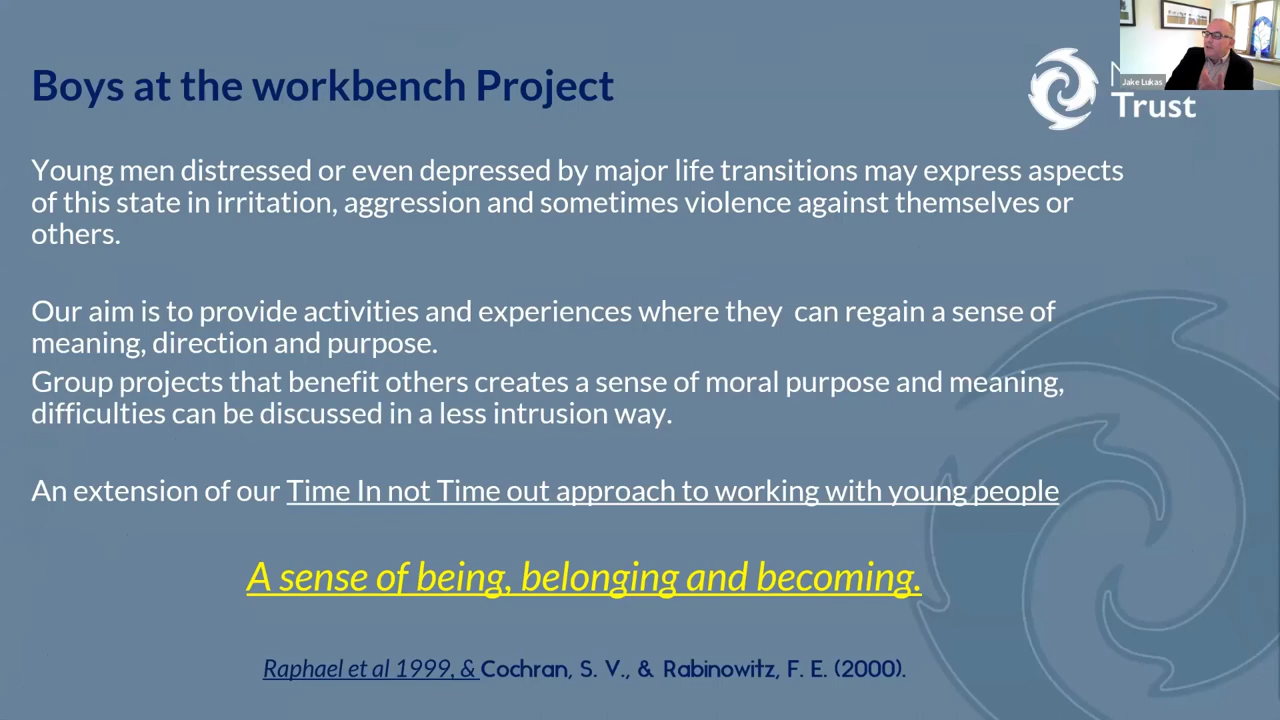 Boys at the workbench Project
Jake Lukas
Trust
Young men distressed or even depressed by major life transitions may express aspects
of this state in irritation, aggression and sometimes violence against themselves or
others.
Our aim is to provide activities and experiences where they  can regain a sense of
meaning, direction and purpose.
Group projects that benefit others creates a sense of moral purpose and meaning,
difficulties can be discussed in a less intrusion way.
An extension of our Time In not Time out approach to working with young people
A sense of being, belonging and becoming.
Raphael et al 1999, & Cochran, S. V., & Rabinowitz, F. E. (2000).